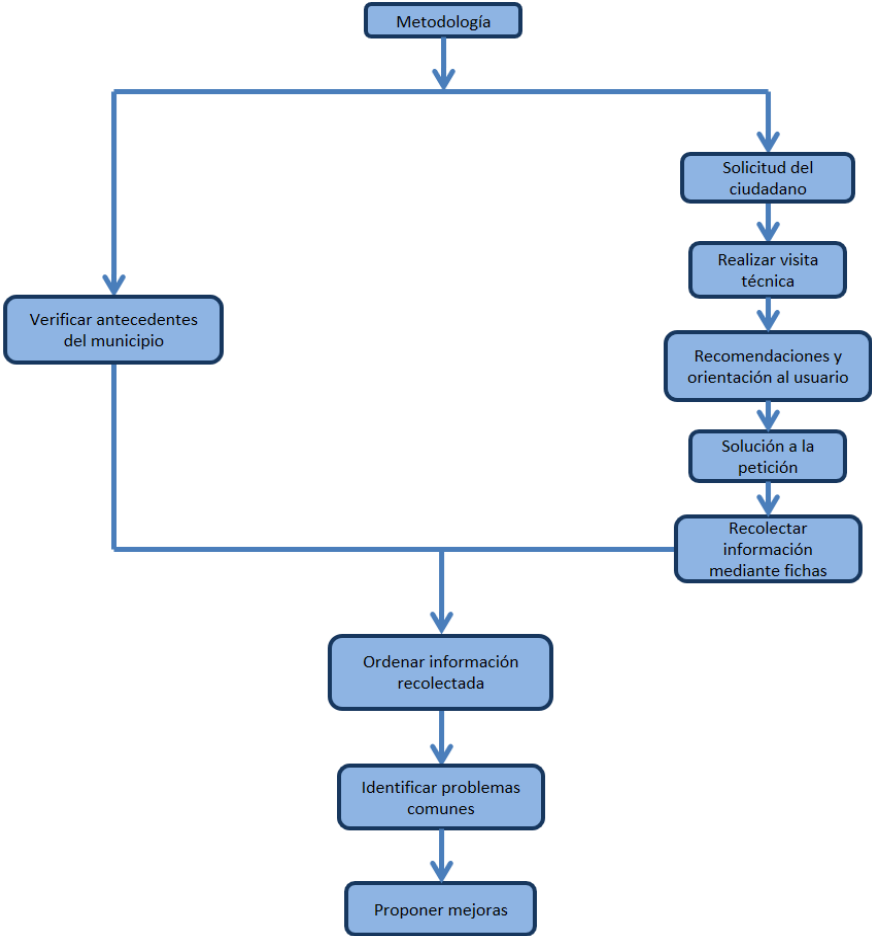 Metodología
Solicitud del
ciudadano
Realizar visita
técnica
Verificar antecedentes
del municipio
Recomendaciones y
orientación al usuario
Solución a la
petición
Recolectar
información
mediante fichas
Ordenar información
recolectada
Identificar problemas
comunes
Proponer mejoras